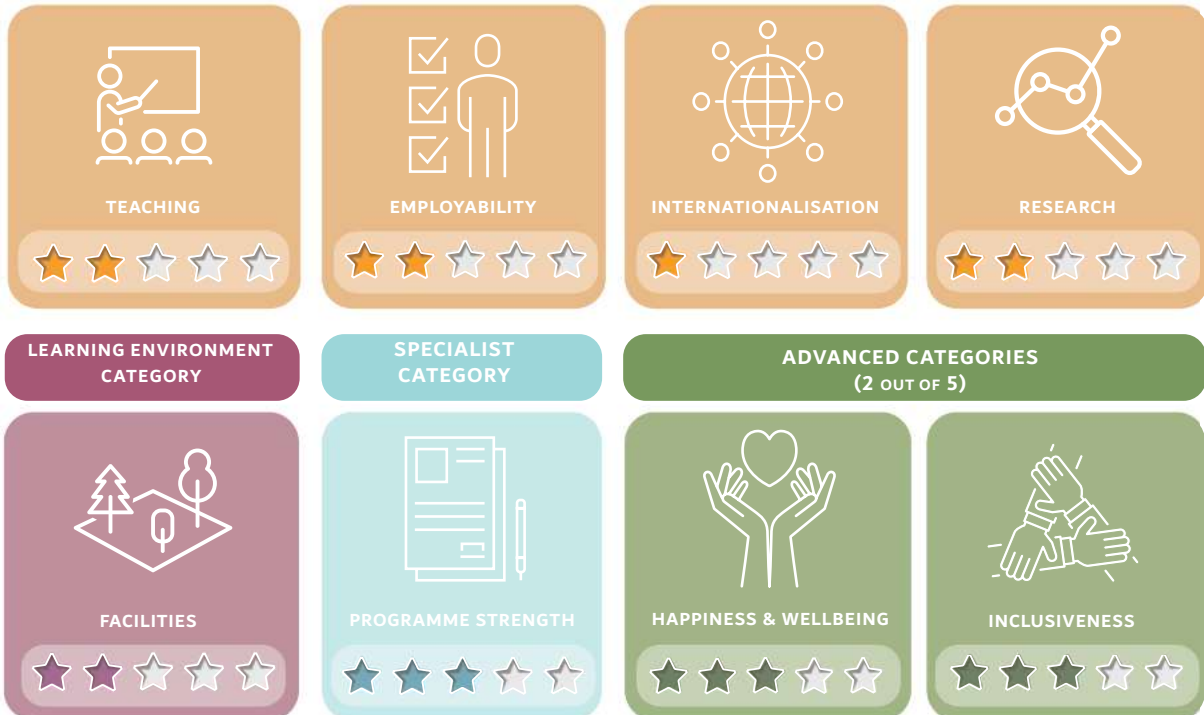 TEACHING
EMPLOYABILITY
INTERNATIONALISATION
RESEARCH
LEARNING ENVIRONMENT
CATEGORY
SPECIALIST
CATEGORY
ADVANCED CATEGORIES
(2 OUT OF 5)
FACILITIES
PROGRAMME STRENGTH
HAPPINESS & WELLBEING
INCLUSIVENESS